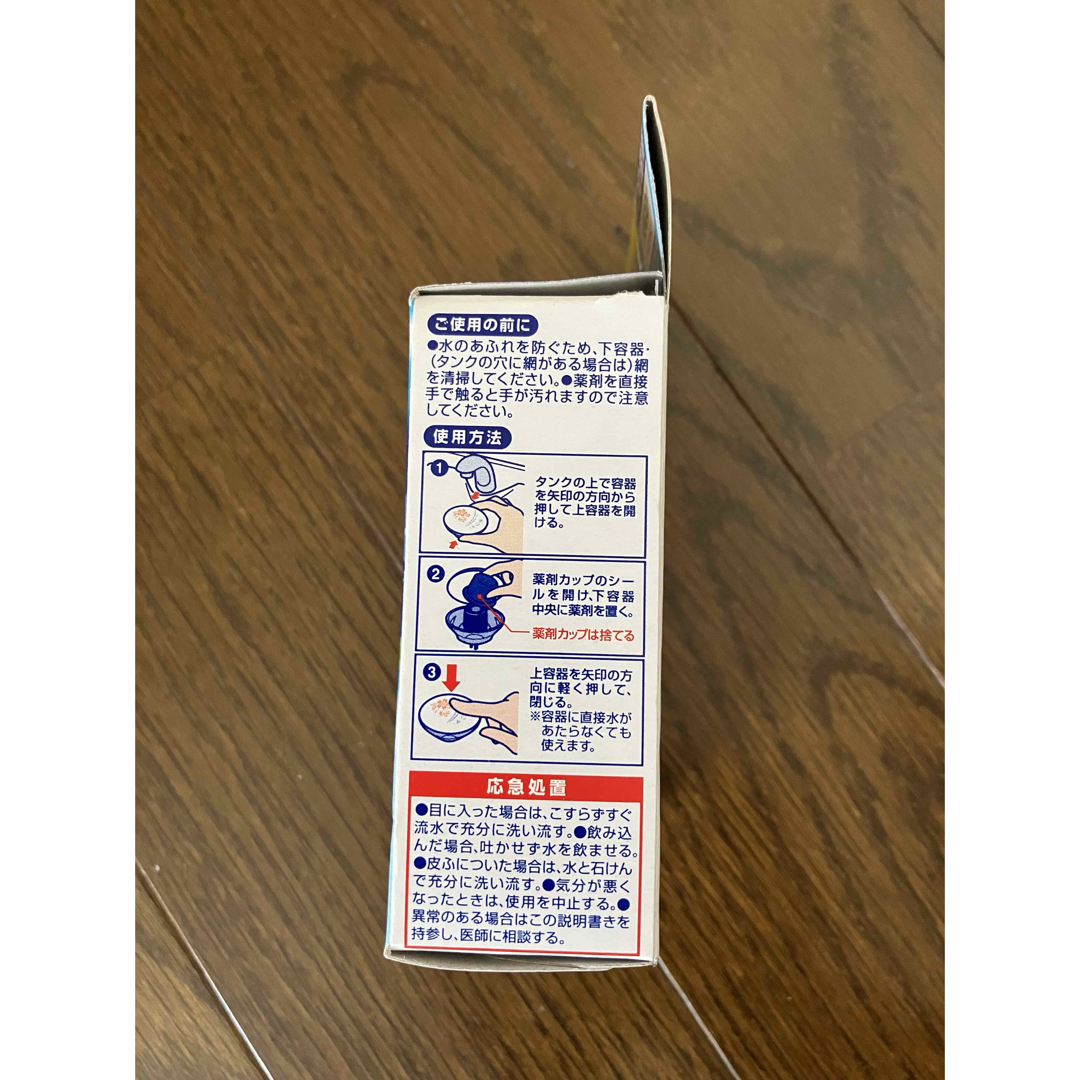 ご使用の前に
●水のあふれを防ぐため、下容器・
(タンクの穴に網がある場合は)網
を清掃してください。●薬剤を直接
手で触ると手が汚れますので注意
してください。
使用方法
1
タンクの上で容器
を矢印の方向から
押して上容器を開
ける。
2
薬剤カップのシー
ルを開け、下容器
中央に薬剤を置く。
薬剤カップは捨てる
3
上容器を矢印の方
向に軽く押して、
閉じる。
※容器に直接水が
あたらなくても
使えます。
応急処置
●目に入った場合は、こすらずすぐ
流水で充分に洗い流す。●飲み込
んだ場合、吐かせず水を飲ませる。
●皮ふについた場合は、水と石けん
で充分に洗い流す。●気分が悪く
なったときは、使用を中止する。●
異常のある場合はこの説明書きを
持参し、医師に相談する。